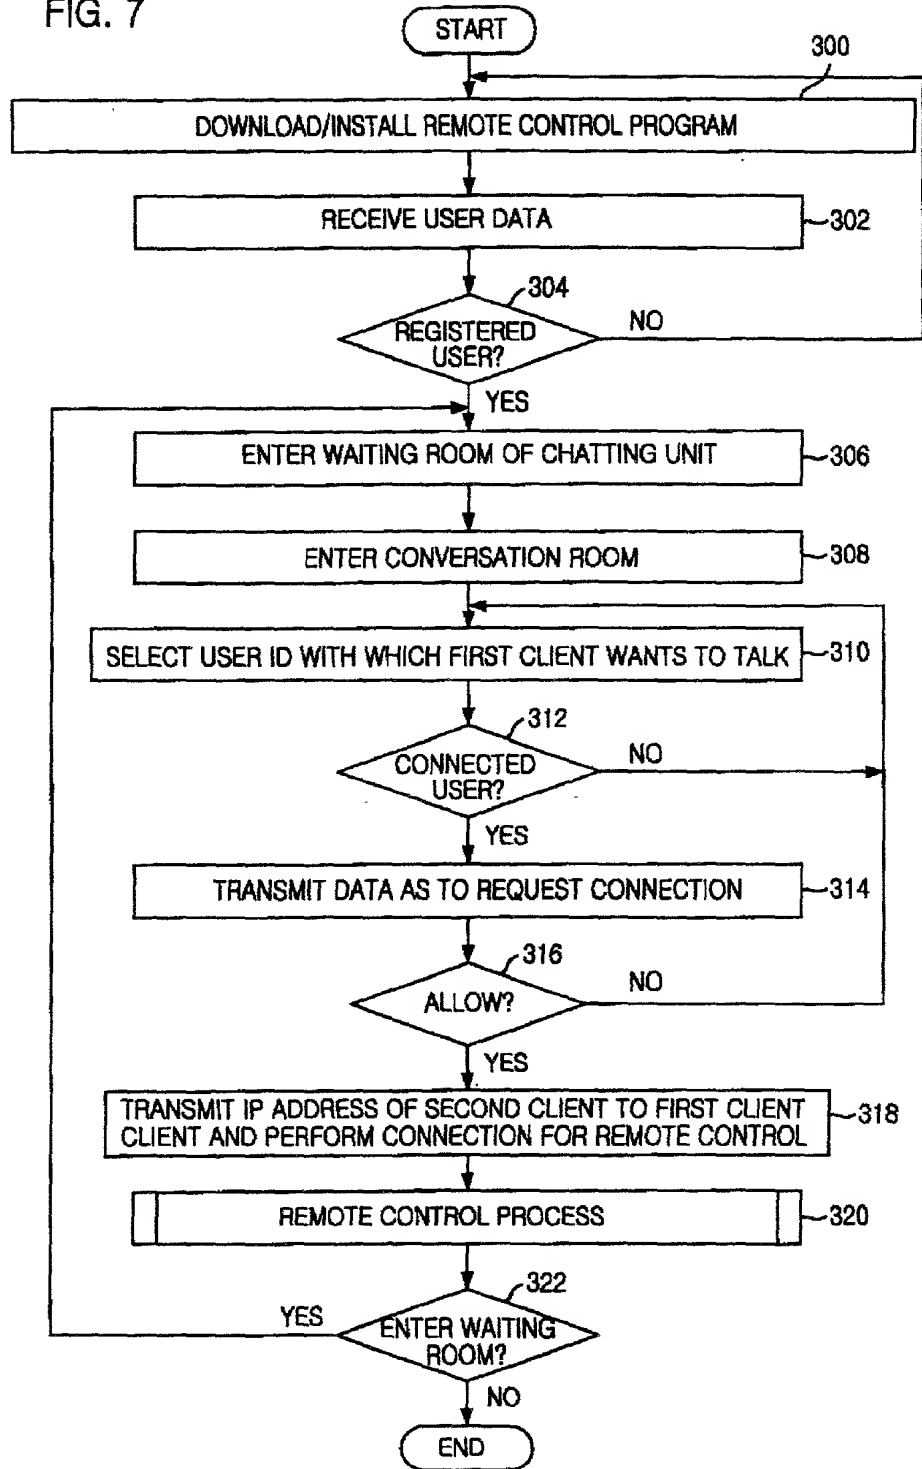 FIG. 7
START
300
DOWNLOAD/INSTALL REMOTE CONTROL PROGRAM
RECEIVE USER DATA
302
304
REGISTERED
USER?
NO
YES
ENTER WAITING ROOM OF CHATTING UNIT
306
ENTER CONVERSATION ROOM
308
SELECT USER ID WITH WHICH FIRST CLIENT WANTS TO TALK
310
312
CONNECTED
USER?
NO
YES
TRANSMIT DATA AS TO REQUEST CONNECTION
314
316
ALLOW?
NO
YES
TRANSMIT IP ADDRESS OF SECOND CLIENT TO FIRST CLIENT
CLIENT AND PERFORM CONNECTION FOR REMOTE CONTROL
318
REMOTE CONTROL PROCESS
320
322
YES
ENTER WAITING
ROOM?
NO
END